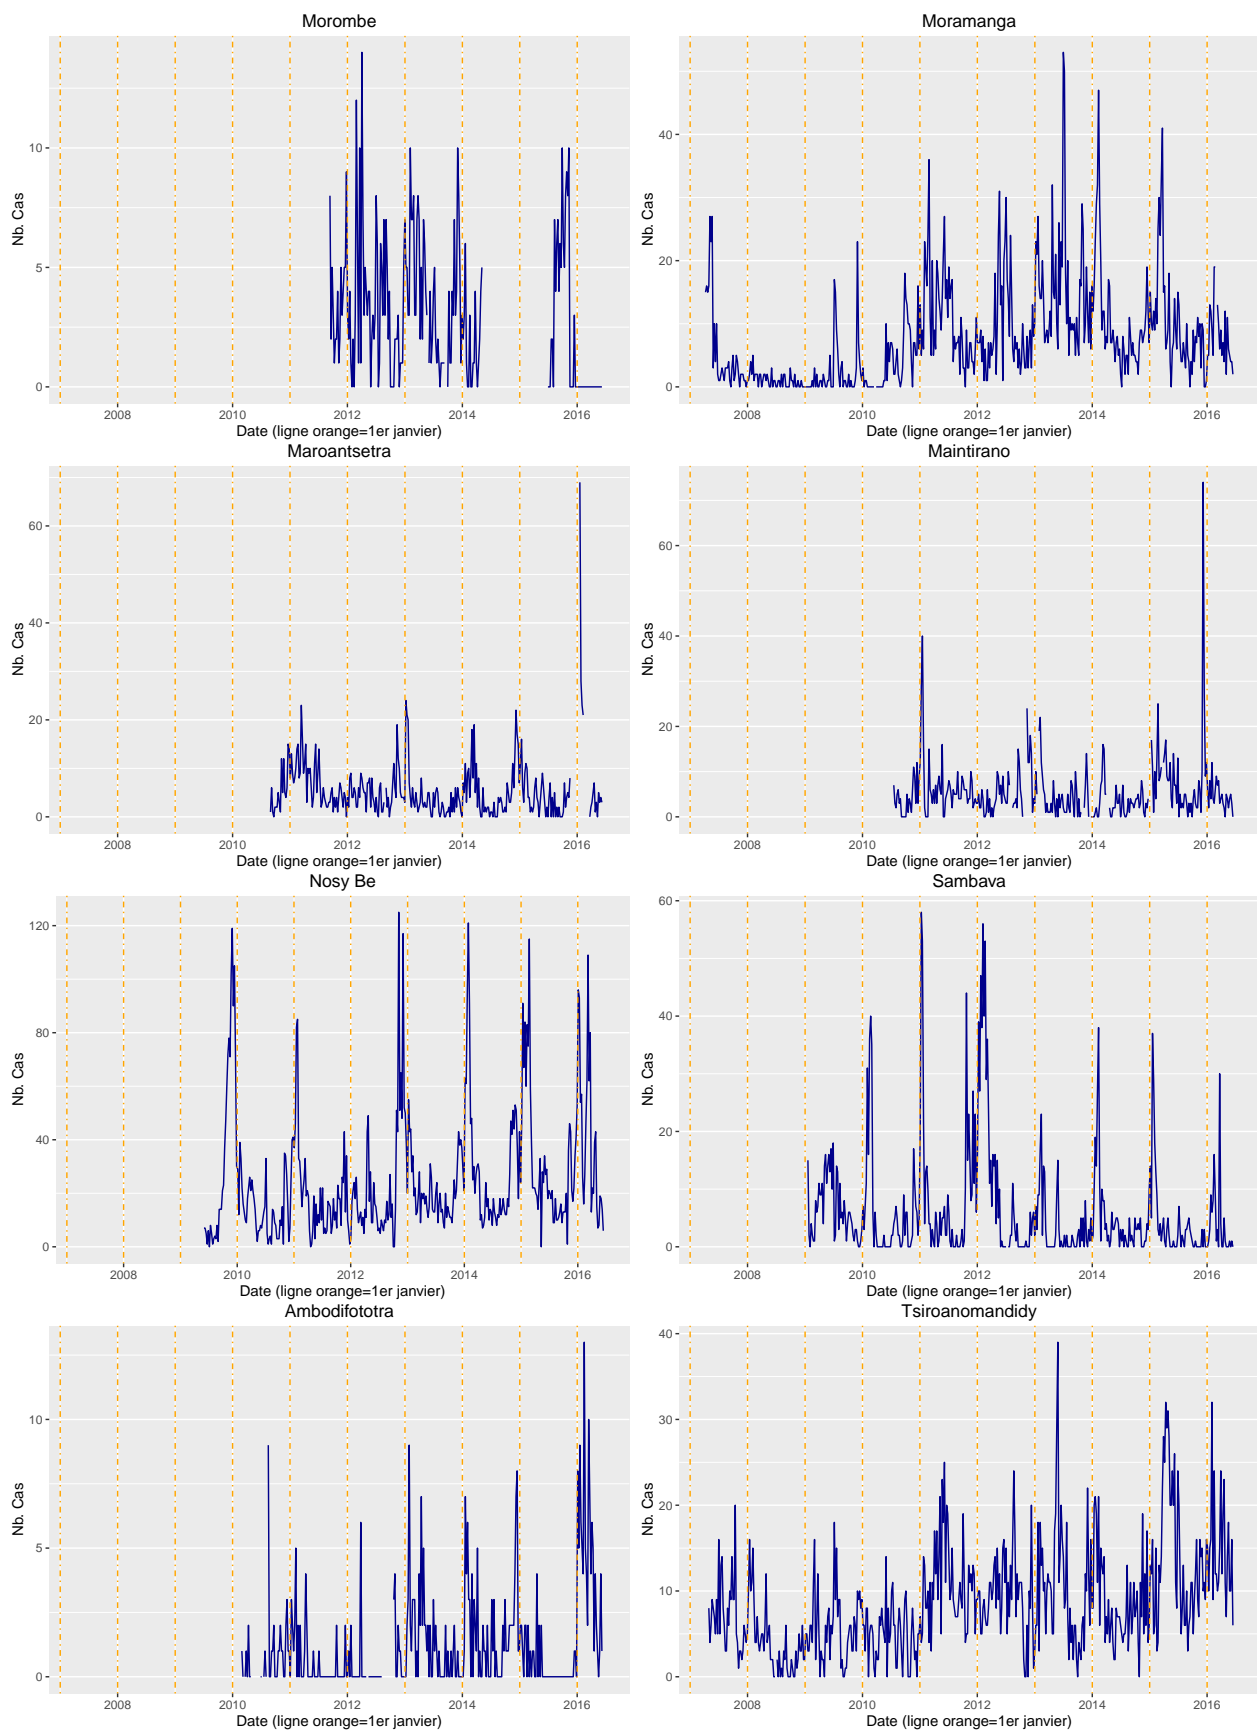 Morombe
Nb. Cas
10
5
0
2008 2010 2012 2014 2016
Date (ligne orange=1er janvier)
Moramanga
Nb. Cas
40
20
0
2008 2010 2012 2014 2016
Date (ligne orange=1er janvier)
Maroantsetra
Nb. Cas
60
40
20
0
2008 2010 2012 2014 2016
Date (ligne orange=1er janvier)
Maintirano
Nb. Cas
60
40
20
0
2008 2010 2012 2014 2016
Date (ligne orange=1er janvier)
Nosy Be
Nb. Cas
120
80
40
0
2008 2010 2012 2014 2016
Date (ligne orange=1er janvier)
Sambava
Nb. Cas
60
40
20
0
2008 2010 2012 2014 2016
Date (ligne orange=1er janvier)
Ambodifototra
Nb. Cas
10
5
0
2008 2010 2012 2014 2016
Date (ligne orange=1er janvier)
Tsiroanomandidy
Nb. Cas
40
30
20
10
0
2008 2010 2012 2014 2016
Date (ligne orange=1er janvier)